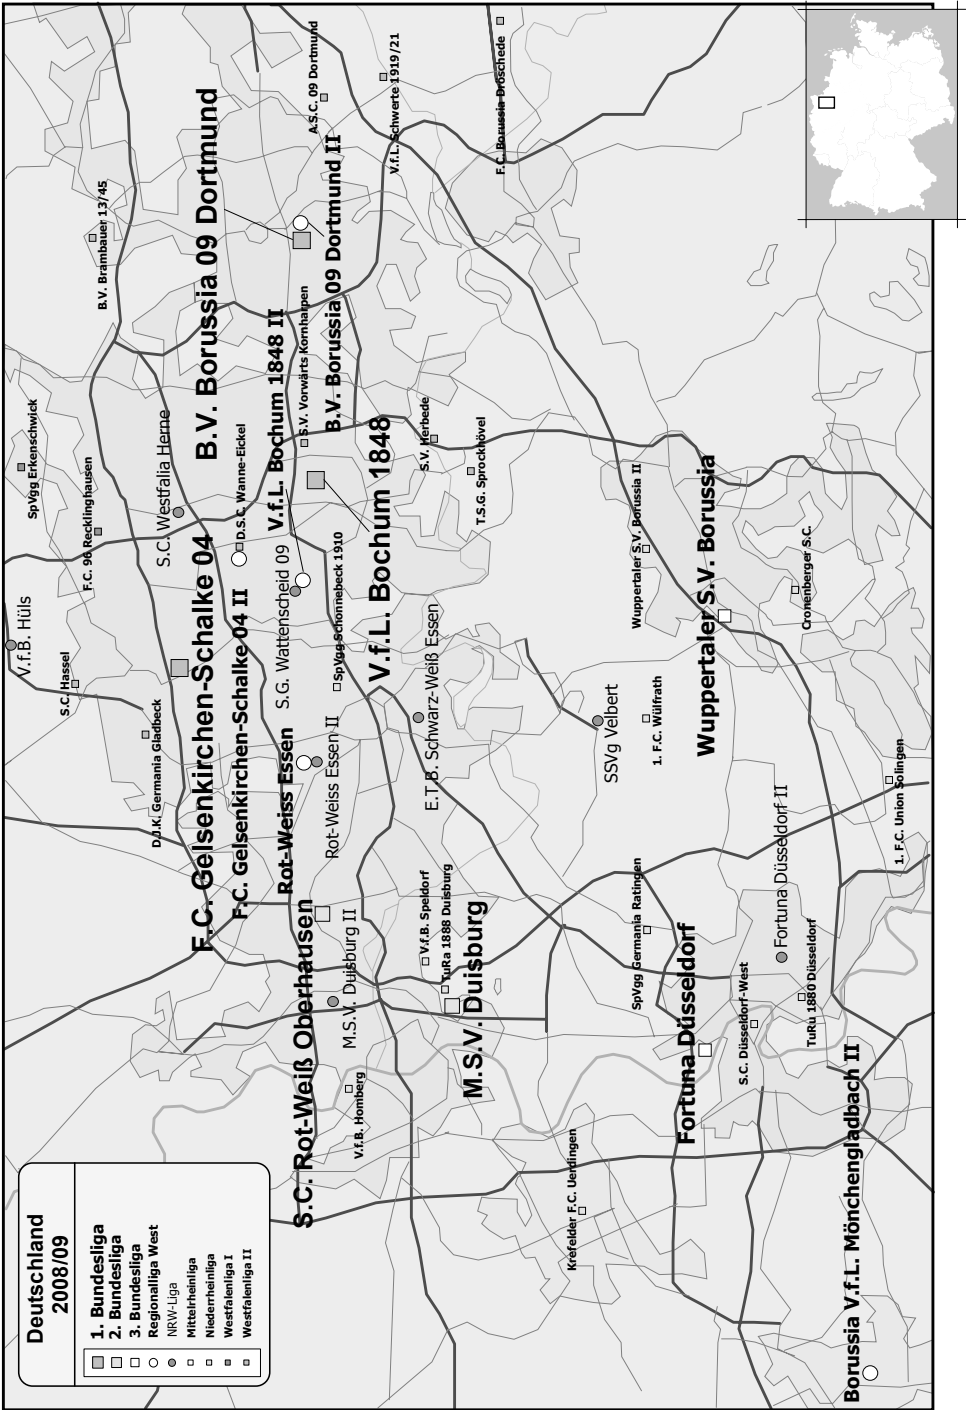 Deutschland
2008/09
1. Bundesliga
2. Bundesliga
3. Bundesliga
Regionalliga West
NRW-Liga
Mittelrheinliga
Niederrheinliga
Westfalenliga I
Westfalenliga II
SpVgg Erkenschwick
V.f.B. Hüls
S.C. Hassel
F.C. 96 Recklinghausen
B.V. Brambauer 13/45
D.J.K. Germania Gladbeck
S.C. Westfalia Herne
F.C. Gelsenkirchen-Schalke 04
B.V. Borussia 09 Dortmund
F.C. Gelsenkirchen-Schalke 04 II
D.S.C. Wanne-Eickel
V.f.L. Bochum 1848 II
S.G. Wattenscheid 09
Rot-Weiss Essen
S.C. Rot-Weiß Oberhausen
S.V. Vorwärts Kornharpen
A.S.C. 09 Dortmund
B.V. Borussia 09 Dortmund II
Rot-Weiss Essen II
SpVgg Schonnebeck 1910
M.S.V. Duisburg II
V.f.B. Homberg
V.f.L. Bochum 1848
V.f.L. Schwerte 1919/21
V.f.B. Speldorf
E.T.B. Schwarz-Weiß Essen
S.V. Herbede
TuRa 1888 Duisburg
M.S.V. Duisburg
T.S.G. Sprockhövel
F.C. Borussia Dröschede
Krefelder F.C. Uerdingen
SSVg Velbert
SpVgg Germania Ratingen
Wuppertaler S.V. Borussia II
1. F.C. Wülfrath
Fortuna Düsseldorf
Wuppertaler S.V. Borussia
S.C. Düsseldorf-West
Fortuna Düsseldorf II
TuRu 1880 Düsseldorf
Cronenberger S.C.
Borussia V.f.L. Mönchengladbach II
1. F.C. Union Solingen